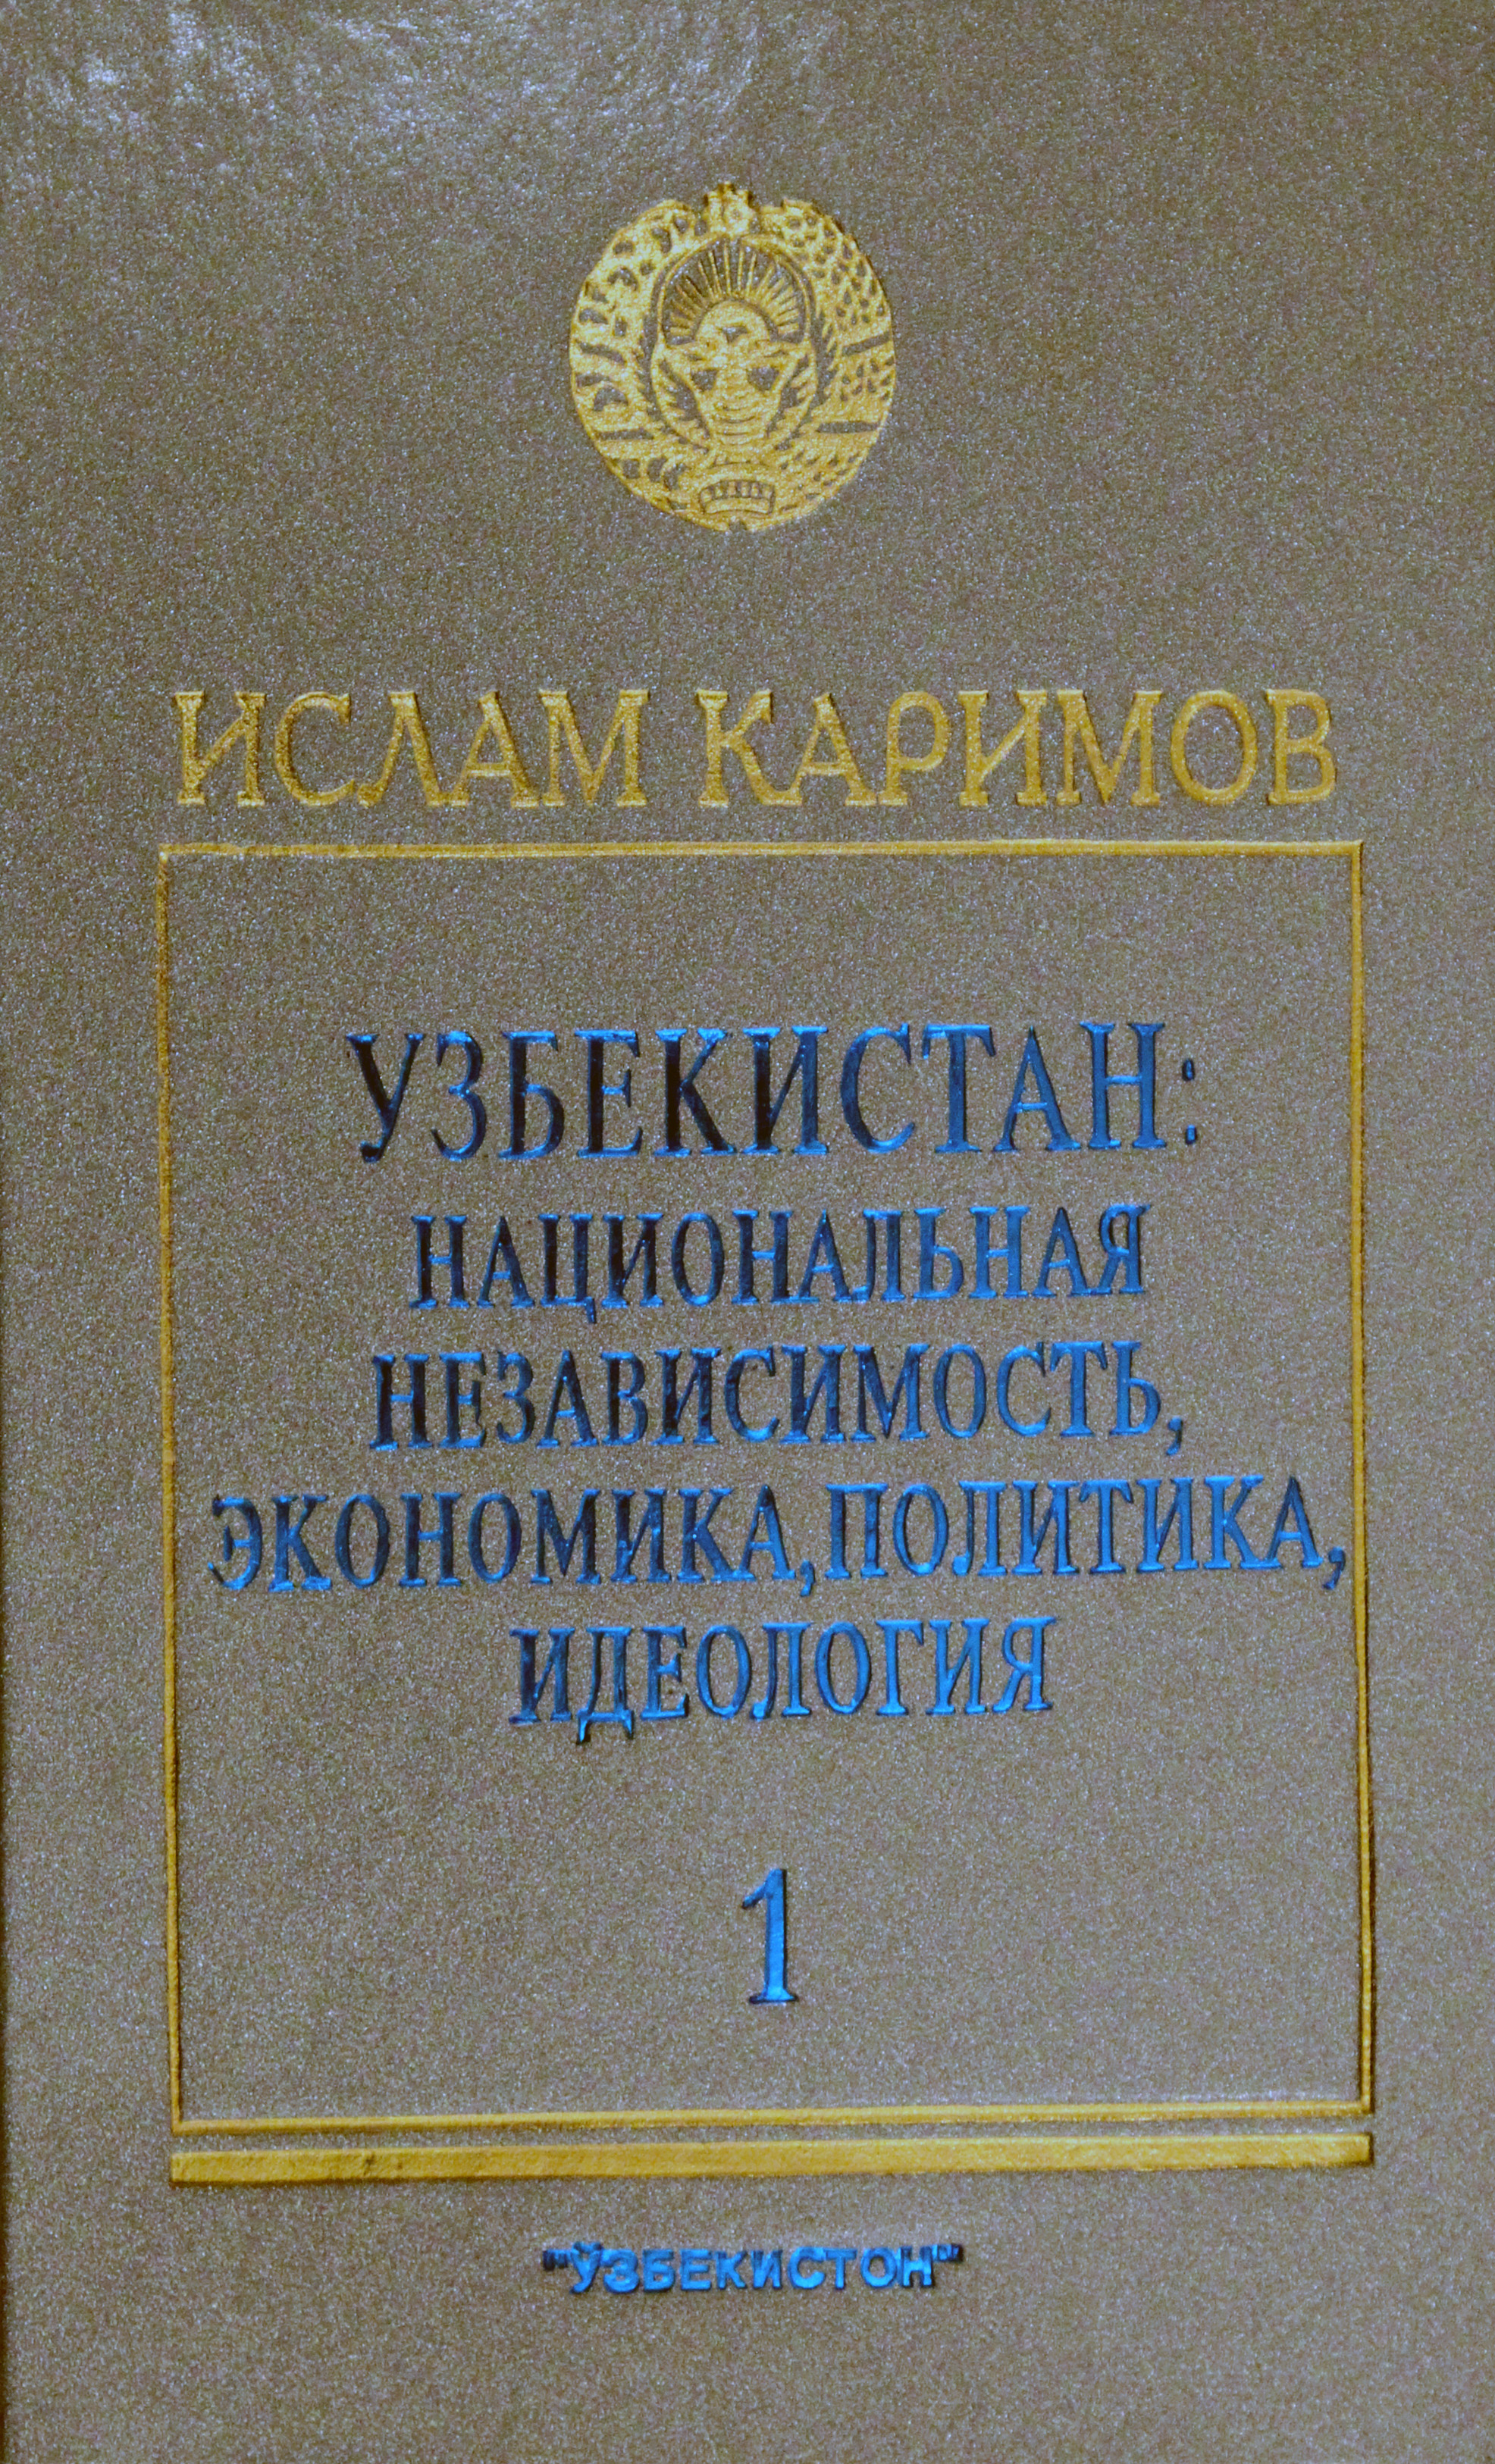 ИСЛАМ КАРИМОВ
УЗБЕКИСТАН:
НАЦИОНАЛЬНАЯ
НЕЗАВИСИМОСТЬ,
ЭКОНОМИКА, ПОЛИТИКА,
ИДЕОЛОГИЯ
1
"ЎЗБЕКИСТОН"